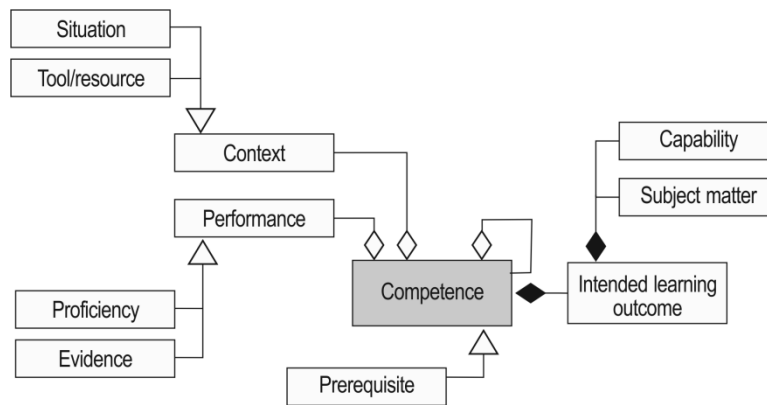 Situation
Tool/resource
Context
Performance
Proficiency
Evidence
Competence
Prerequisite
Capability
Subject matter
Intended learning
outcome